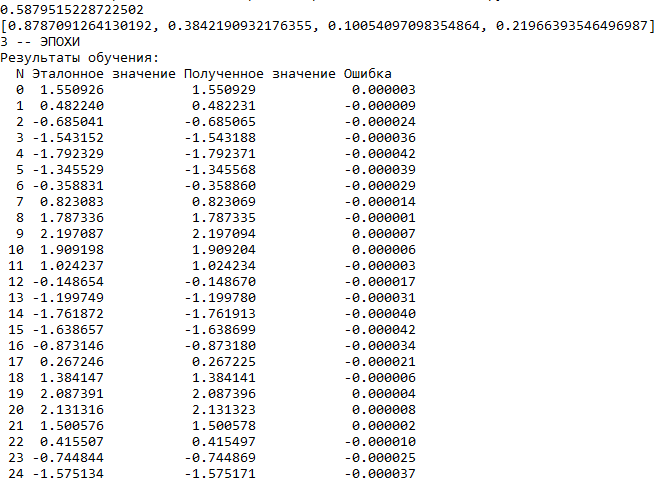 0.5879515228722502
[0.8787091264130192, 0.3842190932176355, 0.10054097098354864, 0.21966393546496987]
3 -- ЭПОХИ
Результаты обучения:
N Эталонное значение Полученное значение Ошибка
0 1.550926 1.550929 0.000003
1 0.482240 0.482231 -0.000009
2 -0.685041 -0.685065 -0.000024
3 -1.543152 -1.543188 -0.000036
4 -1.792329 -1.792371 -0.000042
5 -1.345529 -1.345568 -0.000039
6 -0.358831 -0.358860 -0.000029
7 0.823083 0.823069 -0.000014
8 1.787336 1.787335 -0.000001
9 2.197087 2.197094 0.000007
10 1.909198 1.909204 0.000006
11 1.024237 1.024234 -0.000003
12 -0.148654 -0.148670 -0.000017
13 -1.199749 -1.199780 -0.000031
14 -1.761872 -1.761913 -0.000040
15 -1.638657 -1.638699 -0.000042
16 -0.873146 -0.873180 -0.000034
17 0.267246 0.267225 -0.000021
18 1.384147 1.384141 -0.000006
19 2.087391 2.087396 0.000004
20 2.131316 2.131323 0.000008
21 1.500576 1.500578 0.000002
22 0.415507 0.415497 -0.000010
23 -0.744844 -0.744869 -0.000025
24 -1.575134 -1.575171 -0.000037